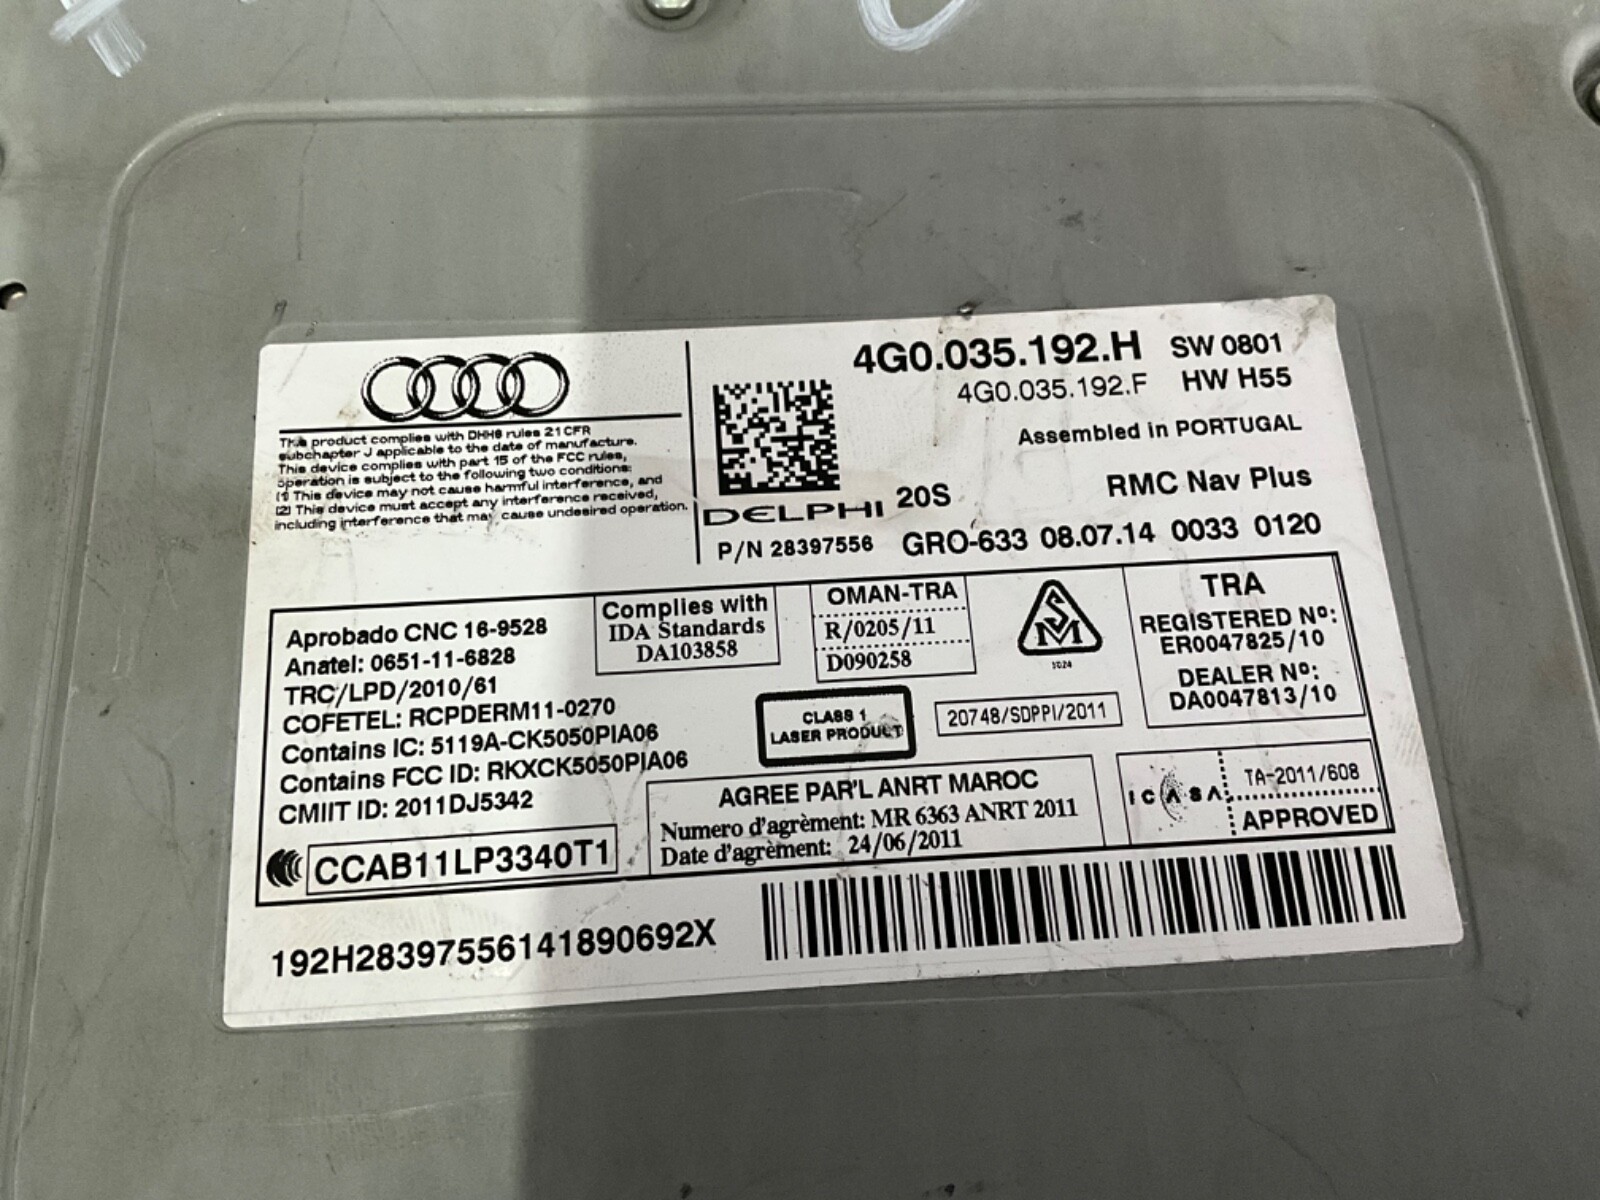 This product complies with DHHS rules 21CFR
subchapter J applicable to the date of manufacture.
This device complies with part 15 of the FCC rules,
operation is subject to the following two conditions:
(1) This device may not cause harmful interference, and
(2) This device must accept any interference received,
including interference that may cause undesired operation.
4G0.035.192.H SW 0801
4G0.035.192.F HW H55
Assembled in PORTUGAL
RMC Nav Plus
DELPHI 20S
P/N 28397556 GRO-633 08.07.14 0033 0120
Aprobado CNC 16-9528
Anatel: 0651-11-6828
TRC/LPD/2010/61
COFETEL: RCPDERM11-0270
Contains IC: 5119A-CK5050PIA06
Contains FCC ID: RKXCK5050PIA06
CMIIT ID: 2011DJ5342
CCAB11LP3340T1
Complies with
IDA Standards
DA103858
OMAN-TRA
R/0205/11
D090258
SM
1024
TRA
REGISTERED Nº:
ER0047825/10
DEALER Nº:
DA0047813/10
CLASS 1
LASER PRODUCT
20748/SDPPI/2011
AGREE PAR'L ANRT MAROC
Numero d'agrèment: MR 6363 ANRT 2011
Date d'agrèment: 24/06/2011
ICASA
TA-2011/608
APPROVED
192H28397556141890692X